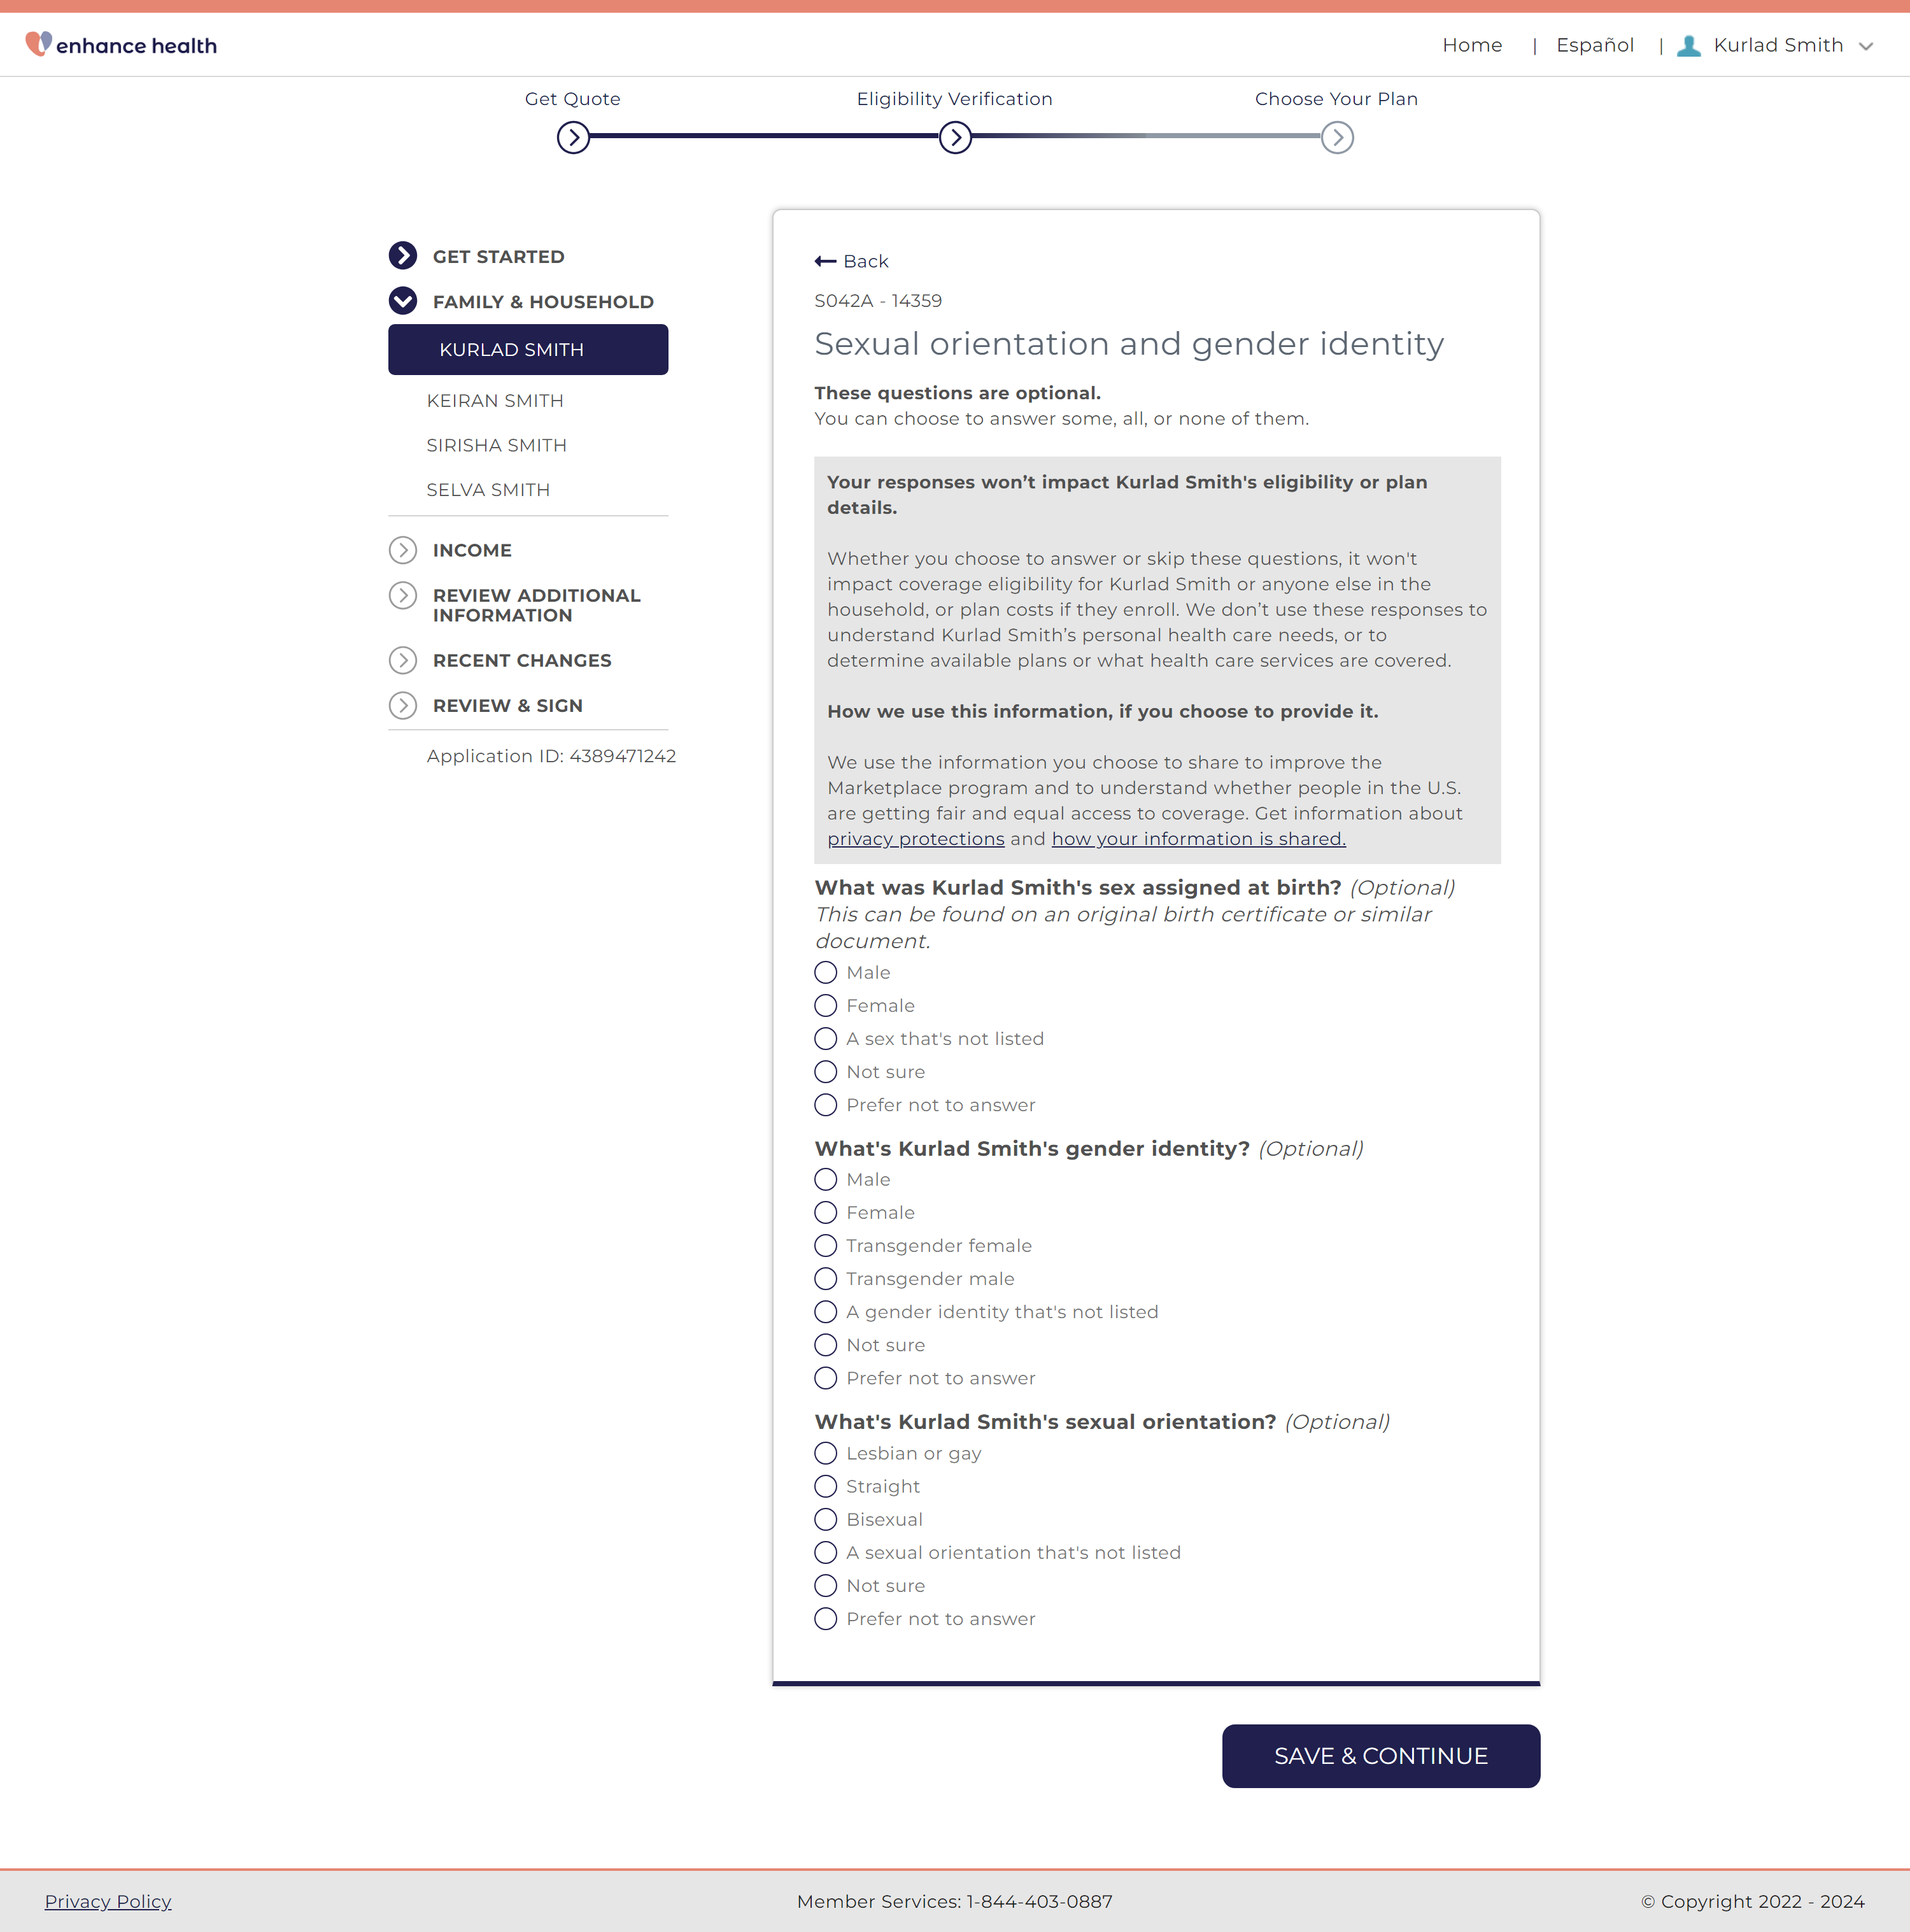 enhance health
Home | Español | Kurlad Smith
Get Quote
Eligibility Verification
Choose Your Plan
GET STARTED
FAMILY & HOUSEHOLD
KURLAD SMITH
KEIRAN SMITH
SIRISHA SMITH
SELVA SMITH
INCOME
REVIEW ADDITIONAL
INFORMATION
RECENT CHANGES
REVIEW & SIGN
Application ID: 4389471242
Back
S042A - 14359
Sexual orientation and gender identity
These questions are optional.
You can choose to answer some, all, or none of them.
Your responses won’t impact Kurlad Smith's eligibility or plan
details.
Whether you choose to answer or skip these questions, it won't
impact coverage eligibility for Kurlad Smith or anyone else in the
household, or plan costs if they enroll. We don’t use these responses to
understand Kurlad Smith’s personal health care needs, or to
determine available plans or what health care services are covered.
How we use this information, if you choose to provide it.
We use the information you choose to share to improve the
Marketplace program and to understand whether people in the U.S.
are getting fair and equal access to coverage. Get information about
privacy protections and how your information is shared.
What was Kurlad Smith's sex assigned at birth? (Optional)
This can be found on an original birth certificate or similar
document.
Male
Female
A sex that's not listed
Not sure
Prefer not to answer
What's Kurlad Smith's gender identity? (Optional)
Male
Female
Transgender female
Transgender male
A gender identity that's not listed
Not sure
Prefer not to answer
What's Kurlad Smith's sexual orientation? (Optional)
Lesbian or gay
Straight
Bisexual
A sexual orientation that's not listed
Not sure
Prefer not to answer
SAVE & CONTINUE
Privacy Policy
Member Services: 1-844-403-0887
© Copyright 2022 - 2024